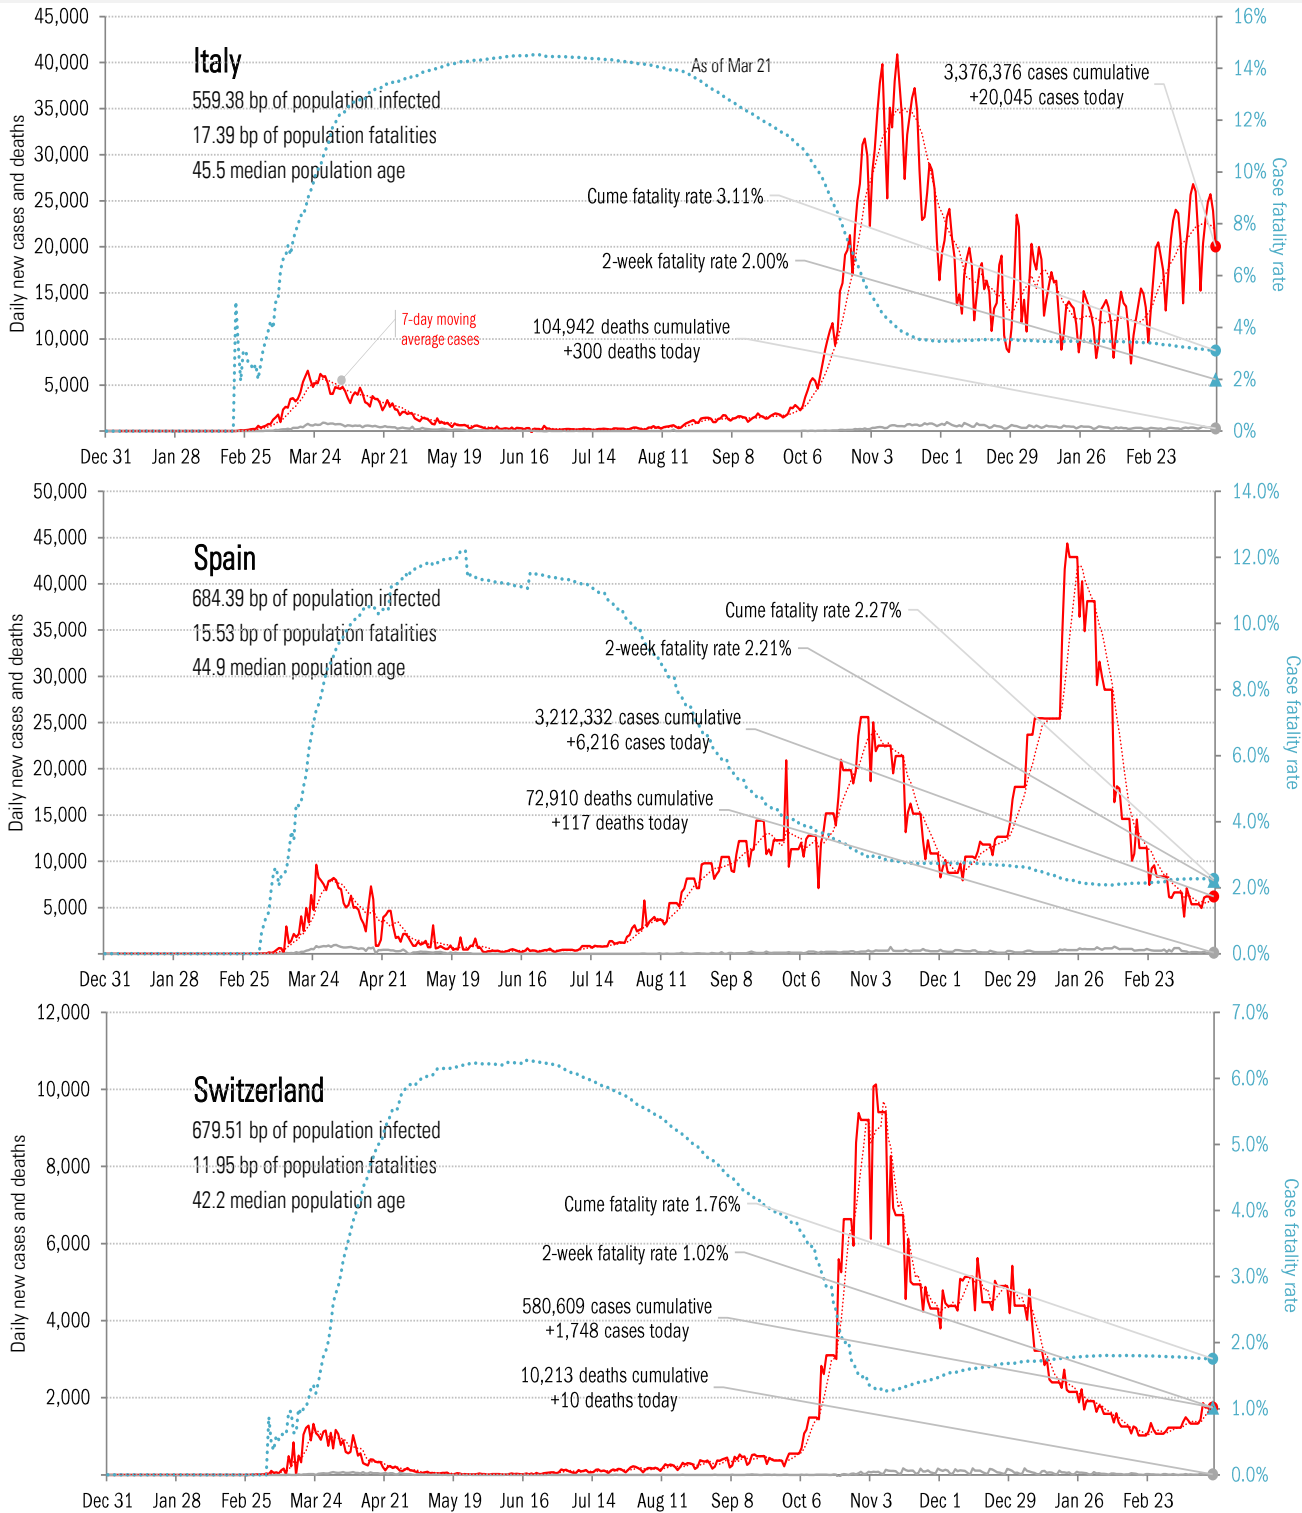 45,000
40,000
35,000
30,000
25,000
20,000
15,000
10,000
5,000
Daily new cases and deaths
Italy
559.38 bp of population infected
17.39 bp of population fatalities
45.5 median population age
As of Mar 21
3,376,376 cases cumulative
+20,045 cases today
Cume fatality rate 3.11%
2-week fatality rate 2.00%
104,942 deaths cumulative
+300 deaths today
7-day moving
average cases
16%
14%
12%
10%
8%
6%
4%
2%
0%
Case fatality rate
Dec 31 Jan 28 Feb 25 Mar 24 Apr 21 May 19 Jun 16 Jul 14 Aug 11 Sep 8 Oct 6 Nov 3 Dec 1 Dec 29 Jan 26 Feb 23
50,000
45,000
40,000
35,000
30,000
25,000
20,000
15,000
10,000
5,000
Daily new cases and deaths
Spain
684.39 bp of population infected
15.53 bp of population fatalities
44.9 median population age
Cume fatality rate 2.27%
2-week fatality rate 2.21%
3,212,332 cases cumulative
+6,216 cases today
72,910 deaths cumulative
+117 deaths today
14.0%
12.0%
10.0%
8.0%
6.0%
4.0%
2.0%
0.0%
Case fatality rate
Dec 31 Jan 28 Feb 25 Mar 24 Apr 21 May 19 Jun 16 Jul 14 Aug 11 Sep 8 Oct 6 Nov 3 Dec 1 Dec 29 Jan 26 Feb 23
12,000
10,000
8,000
6,000
4,000
2,000
Daily new cases and deaths
Switzerland
679.51 bp of population infected
11.95 bp of population fatalities
42.2 median population age
Cume fatality rate 1.76%
2-week fatality rate 1.02%
580,609 cases cumulative
+1,748 cases today
10,213 deaths cumulative
+10 deaths today
7.0%
6.0%
5.0%
4.0%
3.0%
2.0%
1.0%
0.0%
Case fatality rate
Dec 31 Jan 28 Feb 25 Mar 24 Apr 21 May 19 Jun 16 Jul 14 Aug 11 Sep 8 Oct 6 Nov 3 Dec 1 Dec 29 Jan 26 Feb 23